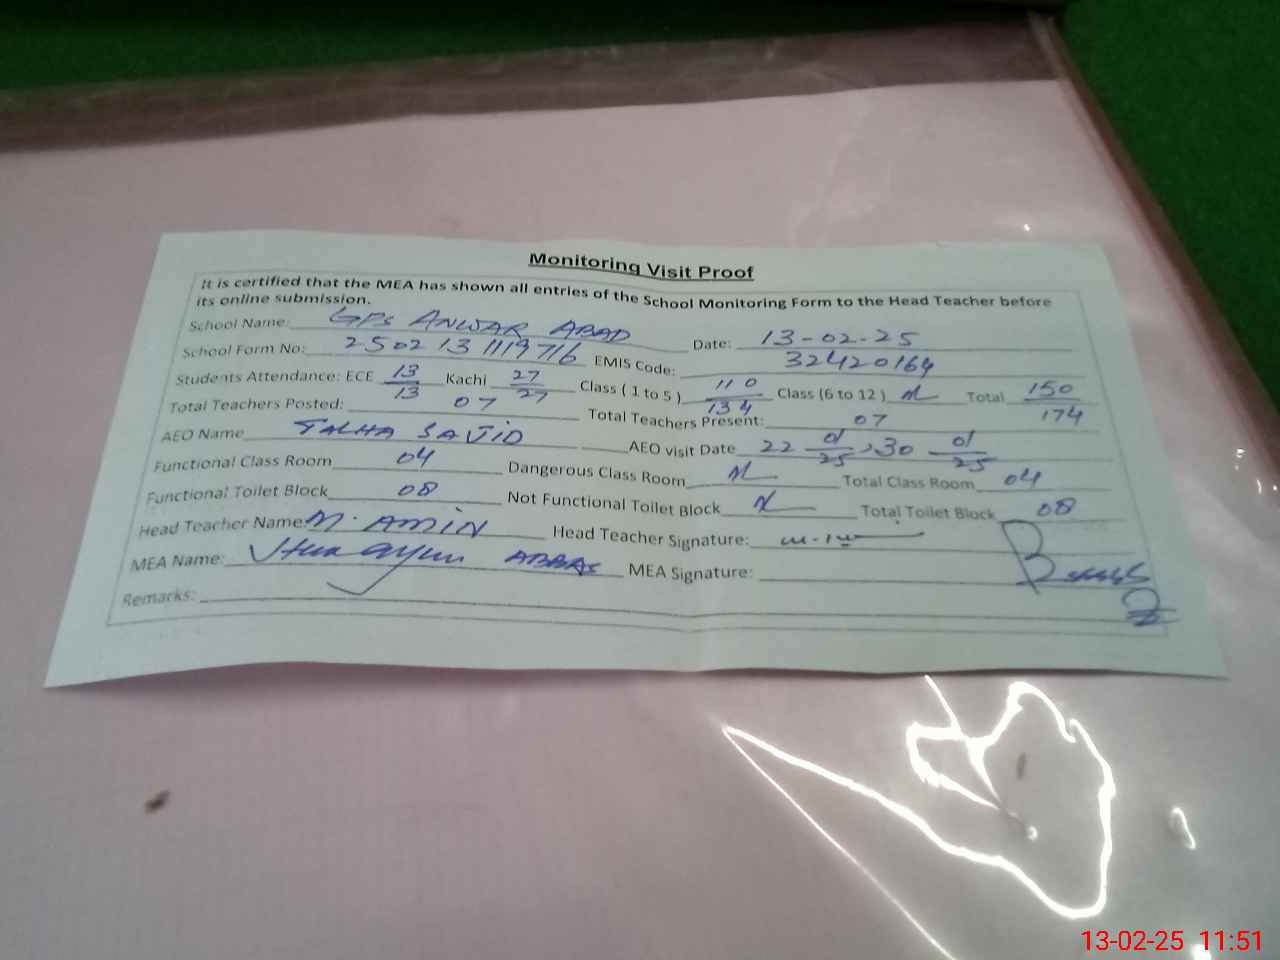 Monitoring Visit Proof
It is certified that the MEA has shown all entries of the School Monitoring Form to the Head Teacher before
its online submission.
School Name: GPS ANWAR ABAD Date: 13-02-25
School Form No: 2502131119716 EMIS Code: 32420164
Students Attendance: ECE 13/13 Kachi 27/27 Class ( 1 to 5 ) 110/134 Class (6 to 12 ) Total 150/174
Total Teachers Posted: 07 Total Teachers Present: 07
AEO Name TALHA SAJID AEO visit Date 22 01/25, 30 01/25
Functional Class Room 04 Dangerous Class Room Total Class Room 04
Functional Toilet Block 08 Not Functional Toilet Block Total Toilet Block 08
Head Teacher Name: M. AMIN Head Teacher Signature:
MEA Name: Humayun ABBAS MEA Signature:
Remarks:
13-02-25 11:51